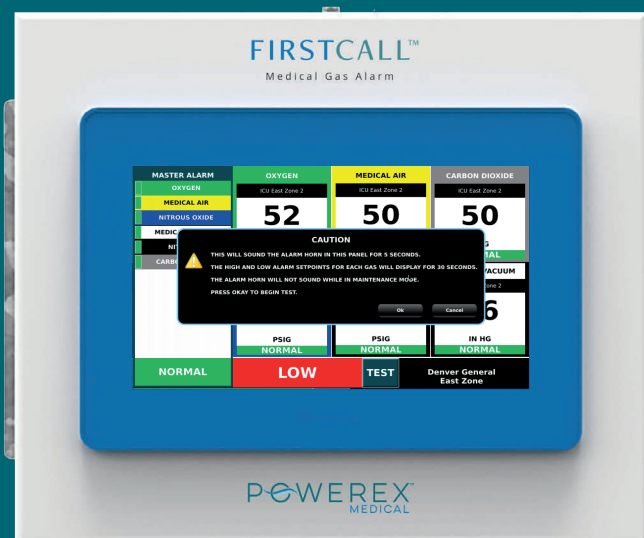 FIRSTCALL™
Medical Gas Alarm
MASTER ALARM
OXYGEN
MEDICAL AIR
NITROUS OXIDE
MEDIC
NI
CARB
OXYGEN
ICU East Zone 2
52
MEDICAL AIR
ICU East Zone 2
50
CARBON DIOXIDE
ICU East Zone 2
50
G
MAL
VACUUM
one 2
6
CAUTION
THIS WILL SOUND THE ALARM HORN IN THIS PANEL FOR 5 SECONDS.
THE HIGH AND LOW ALARM SETPOINTS FOR EACH GAS WILL DISPLAY FOR 30 SECONDS.
THE ALARM HORN WILL NOT SOUND WHILE IN MAINTENANCE MODE.
PRESS OKAY TO BEGIN TEST.
Ok
Cancel
PSIG
NORMAL
PSIG
NORMAL
IN HG
NORMAL
NORMAL
LOW
TEST
Denver General
East Zone
POWEREX™
MEDICAL